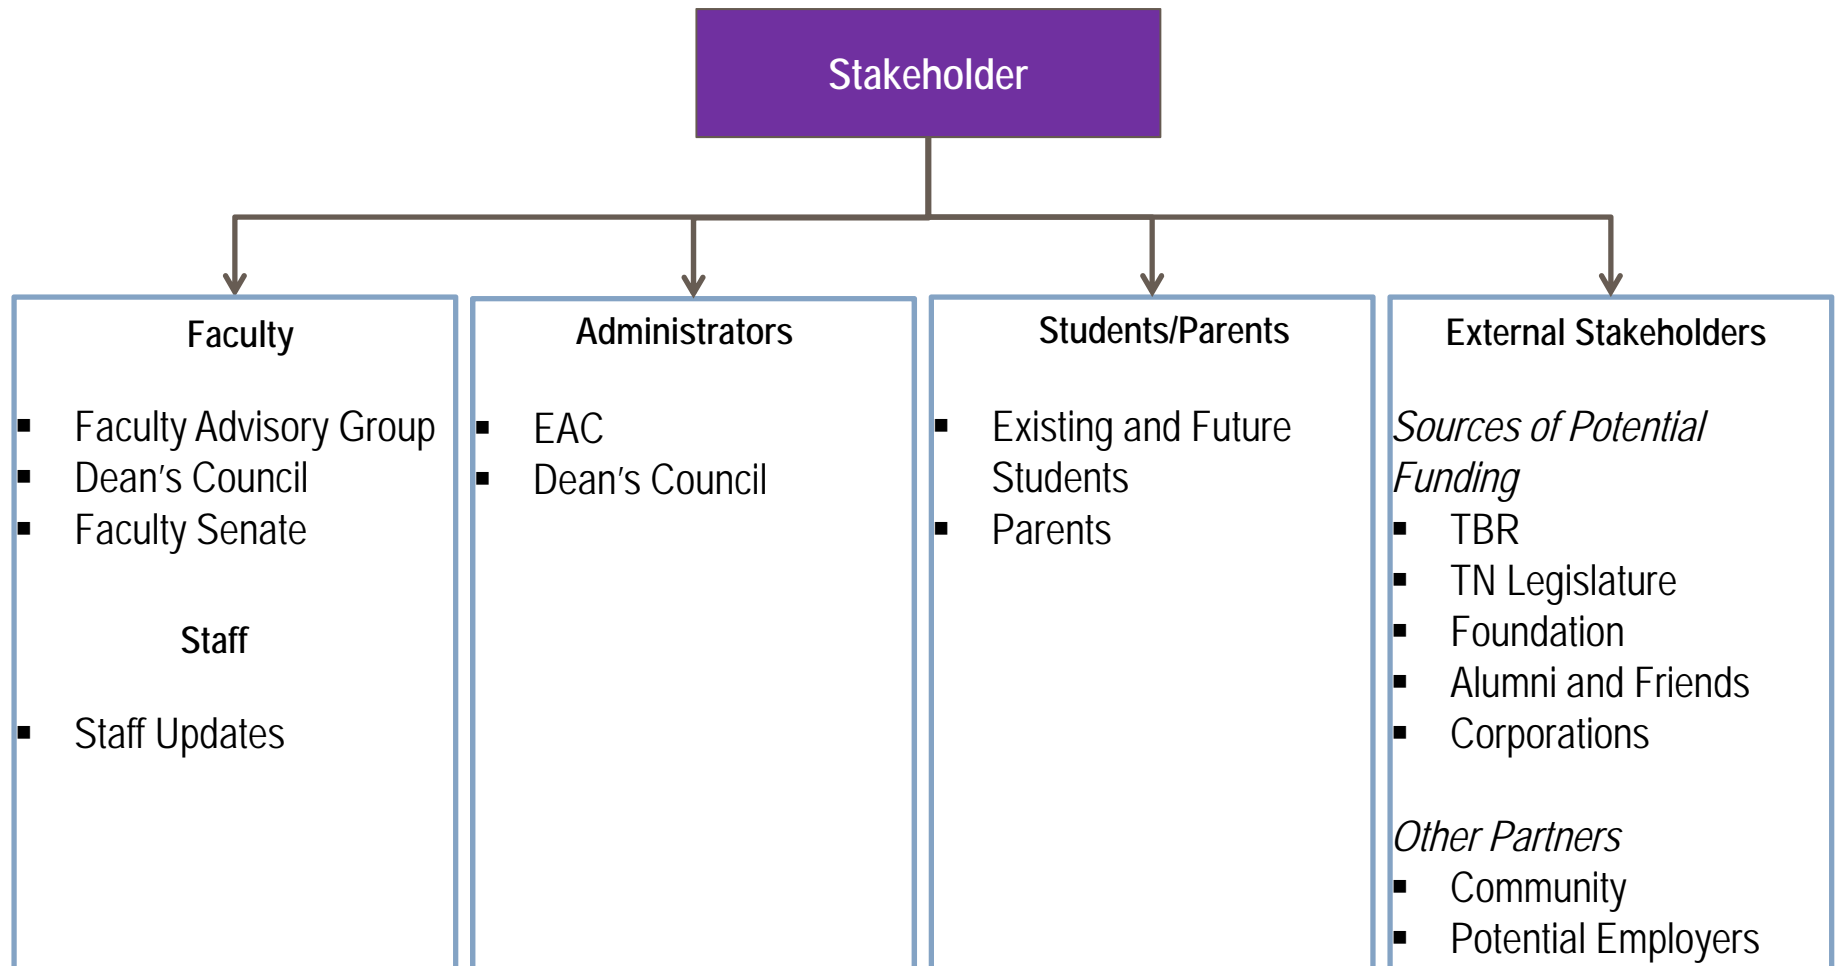 Stakeholder
Faculty
Faculty Advisory Group
Dean’s Council
Faculty Senate
Staff
Staff Updates
Administrators
EAC
Dean’s Council
Students/Parents
Existing and Future
Students
Parents
External Stakeholders
Sources of Potential
Funding
TBR
TN Legislature
Foundation
Alumni and Friends
Corporations
Other Partners
Community
Potential Employers